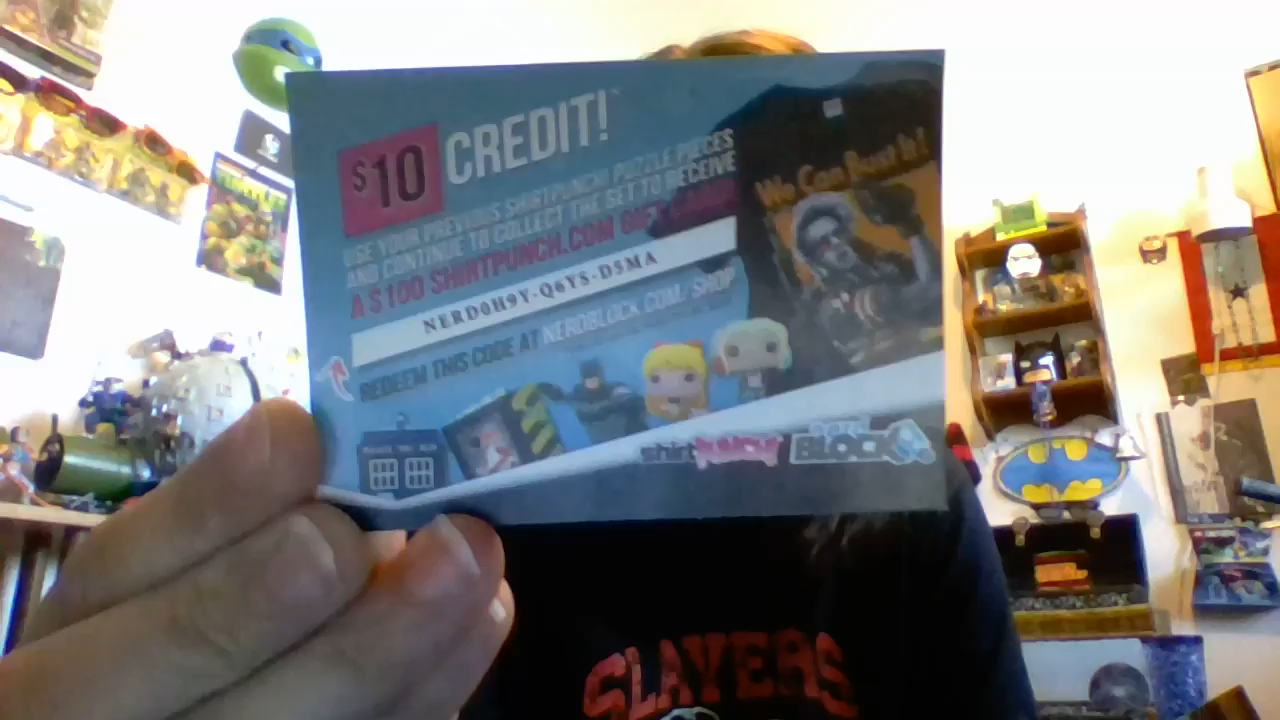 $10 CREDIT!
USE YOUR PREVIOUS SHIRTPUNCH! PUZZLE PIECES
AND CONTINUE TO COLLECT THE SET TO RECEIVE
A $100 SHIRTPUNCH.COM GIFT CARD!
NERD0H9Y-Q6YS-D5MA
REDEEM THIS CODE AT NERDBLOCK.COM/SHOP
We Can Bust It!
shirtPUNCH!
nerd BLOCK
SLAYERS